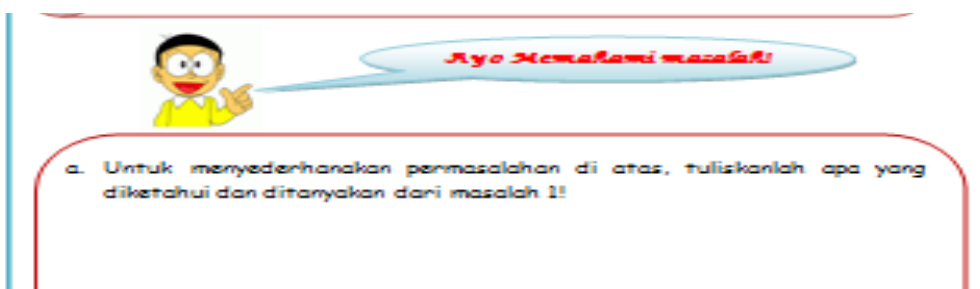 Ayo Memahami masalah!
a. Untuk menyederhanakan permasalahan di atas, tuliskanlah apa yang
diketahui dan ditanyakan dari masalah 1!